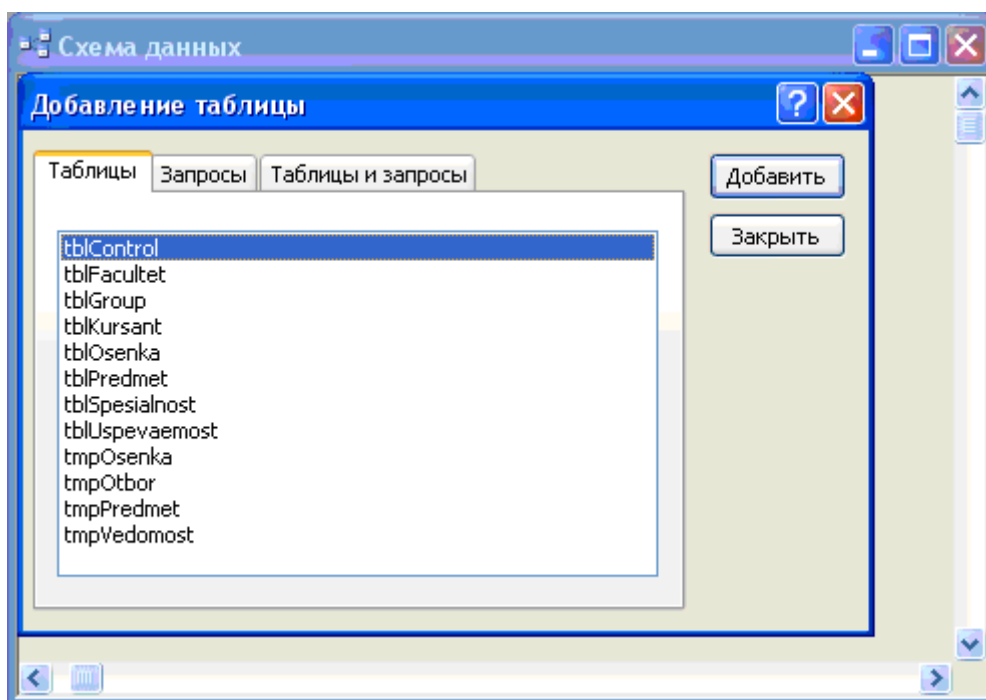 Схема данных
Добавление таблицы
Таблицы Запросы Таблицы и запросы
Добавить
Закрыть
tblControl
tblFacultet
tblGroup
tblKursant
tblOsenka
tblPredmet
tblSpesialnost
tblUspevaemost
tmpOsenka
tmpOtbor
tmpPredmet
tmpVedomost